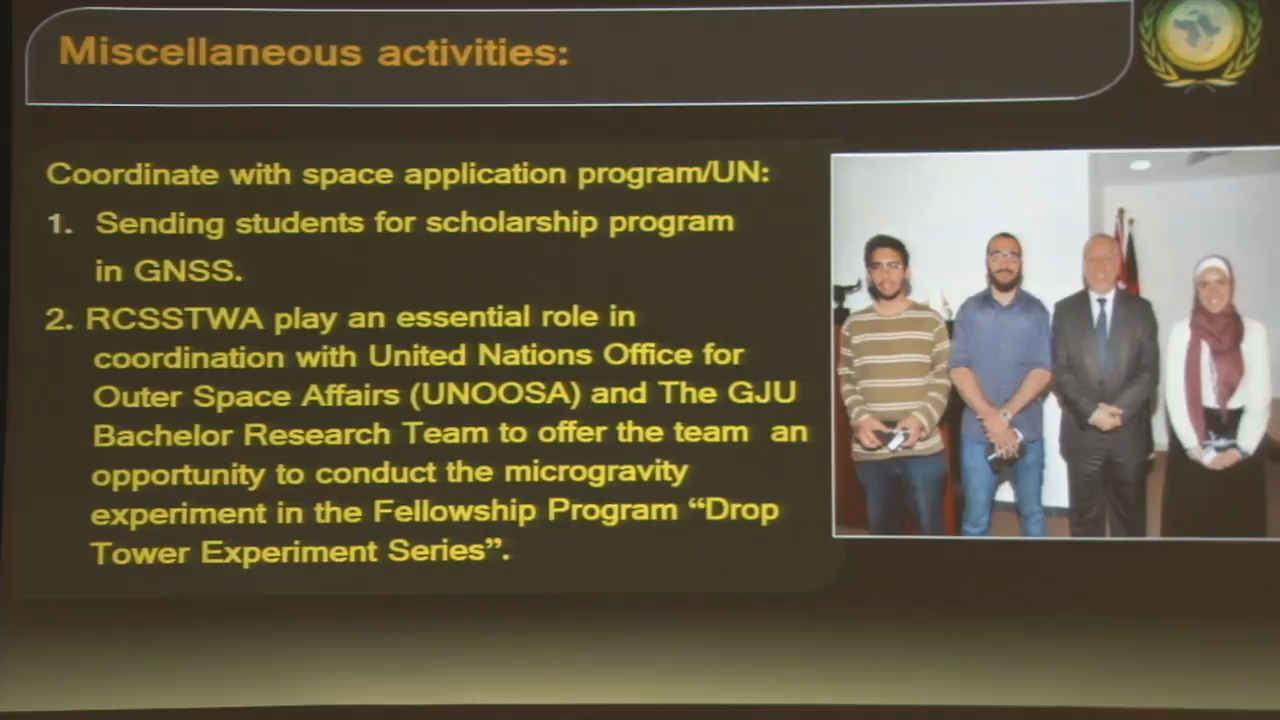 Miscellaneous activities:
Coordinate with space application program/UN:
1. Sending students for scholarship program
in GNSS.
2. RCSSTWA play an essential role in
coordination with United Nations Office for
Outer Space Affairs (UNOOSA) and The GJU
Bachelor Research Team to offer the team an
opportunity to conduct the microgravity
experiment in the Fellowship Program “Drop
Tower Experiment Series”.